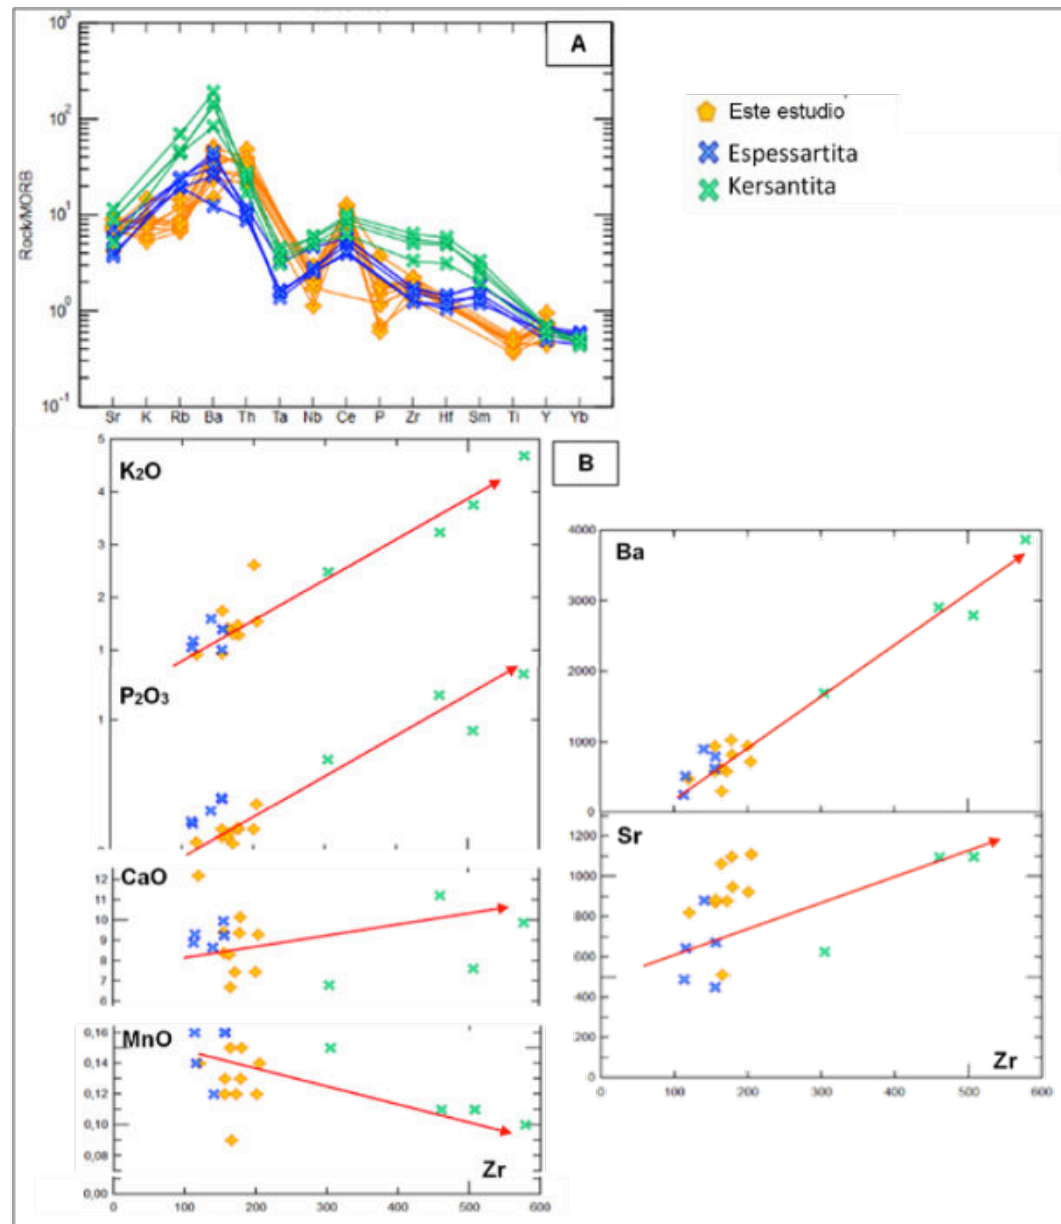 A
10³
10²
10¹
10⁰
10⁻¹
Rock/MORB
Sr K Rb Ba Th Ta Nb Ce P Zr Hf Sm Ti Y Yb
Este estudio
Espessartita
Kersantita
B
K₂O
5
4
3
2
1
P₂O₃
1
CaO
12
11
10
9
8
7
6
MnO
0,16
0,14
0,12
0,10
0,08
0,00
Zr
0 100 200 300 400 500 600
Ba
4000
3000
2000
1000
0
Sr
1200
1000
800
600
400
200
0
Zr
0 100 200 300 400 500 600